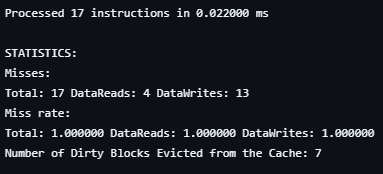 Processed 17 instructions in 0.022000 ms
STATISTICS:
Misses:
Total: 17 DataReads: 4 DataWrites: 13
Miss rate:
Total: 1.000000 DataReads: 1.000000 DataWrites: 1.000000
Number of Dirty Blocks Evicted from the Cache: 7